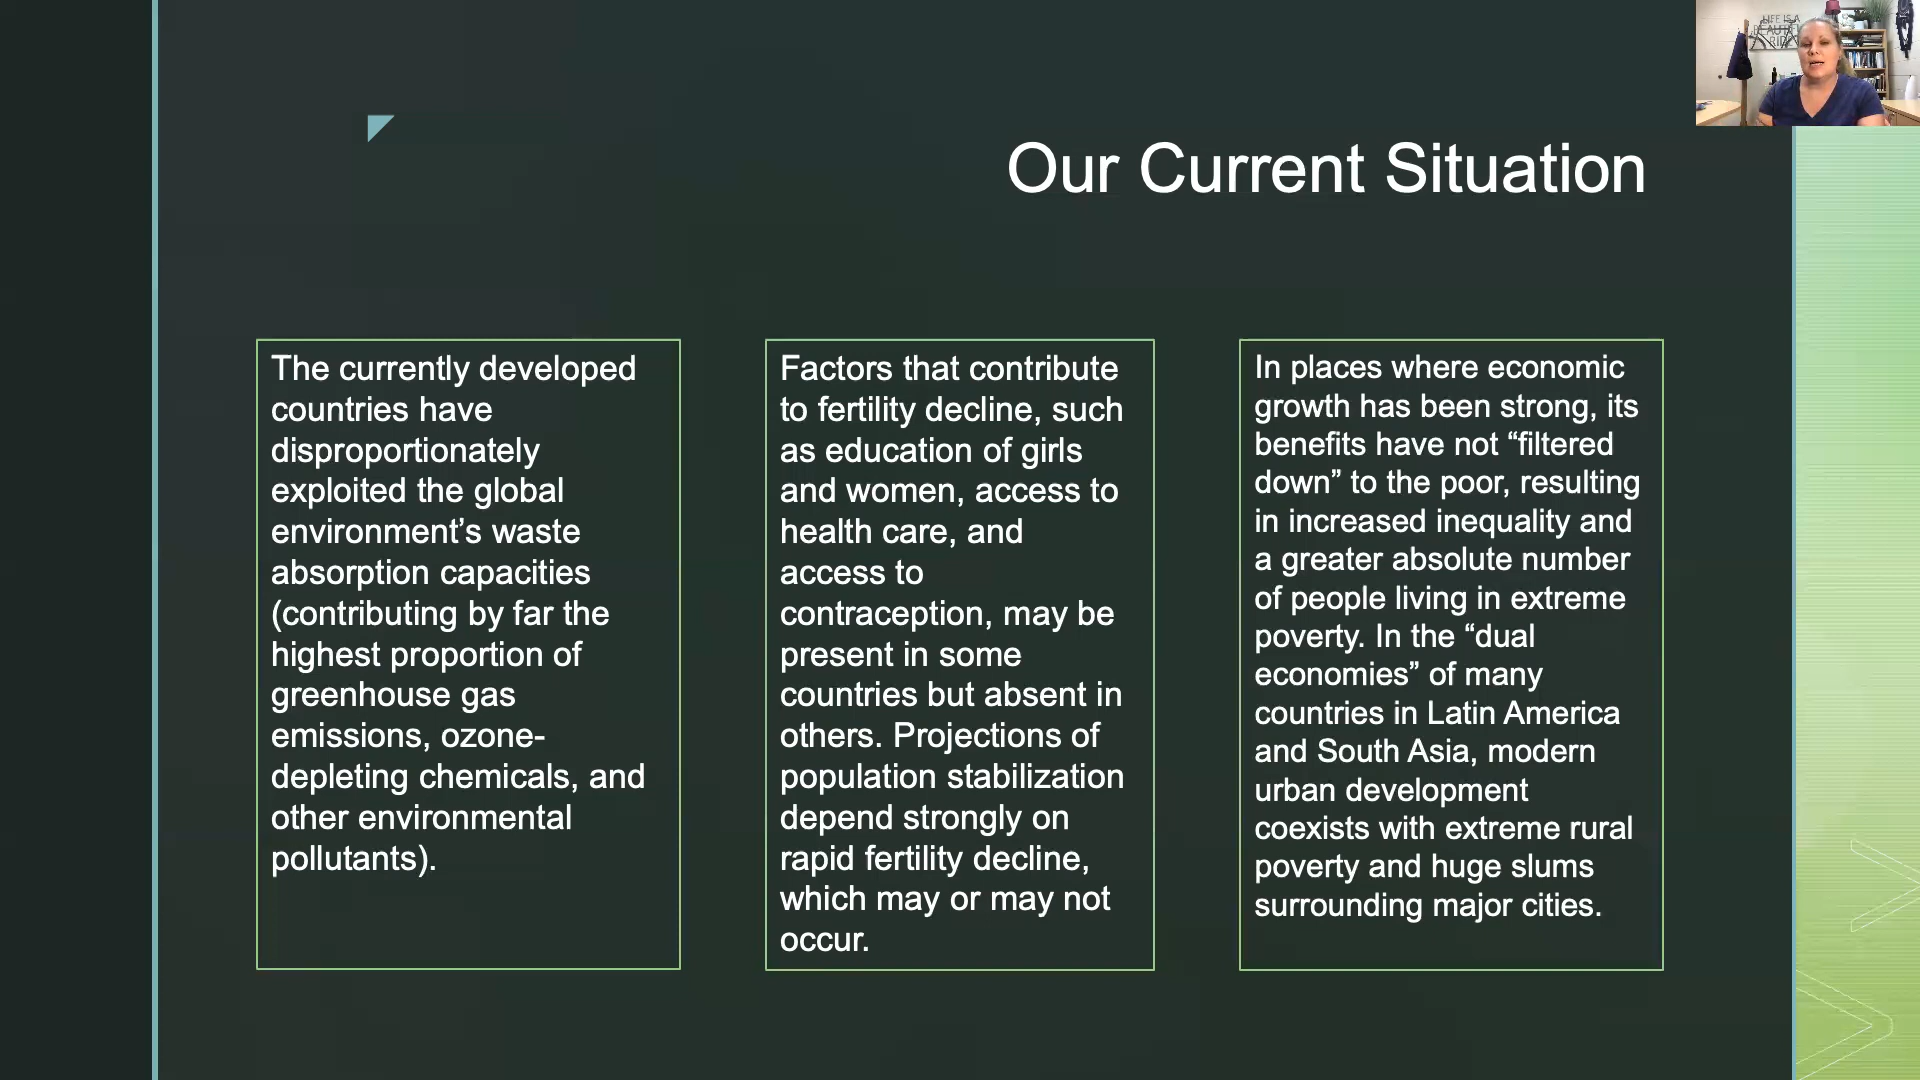 LIFE IS A
BEAUTIFUL
RIDE
Our Current Situation
The currently developed
countries have
disproportionately
exploited the global
environment’s waste
absorption capacities
(contributing by far the
highest proportion of
greenhouse gas
emissions, ozone-
depleting chemicals, and
other environmental
pollutants).
Factors that contribute
to fertility decline, such
as education of girls
and women, access to
health care, and
access to
contraception, may be
present in some
countries but absent in
others. Projections of
population stabilization
depend strongly on
rapid fertility decline,
which may or may not
occur.
In places where economic
growth has been strong, its
benefits have not “filtered
down” to the poor, resulting
in increased inequality and
a greater absolute number
of people living in extreme
poverty. In the “dual
economies” of many
countries in Latin America
and South Asia, modern
urban development
coexists with extreme rural
poverty and huge slums
surrounding major cities.